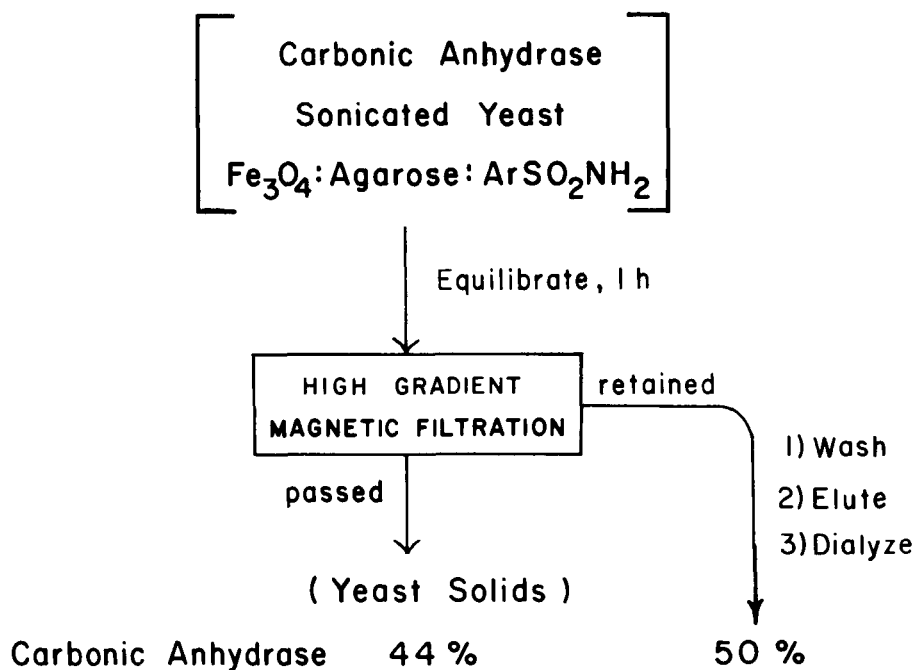 Carbonic Anhydrase
Sonicated Yeast
Fe₃O₄:Agarose:ArSO₂NH₂
Equilibrate, 1 h
HIGH GRADIENT
MAGNETIC FILTRATION
retained
passed
1) Wash
2) Elute
3) Dialyze
(Yeast Solids)
Carbonic Anhydrase 44% 50%